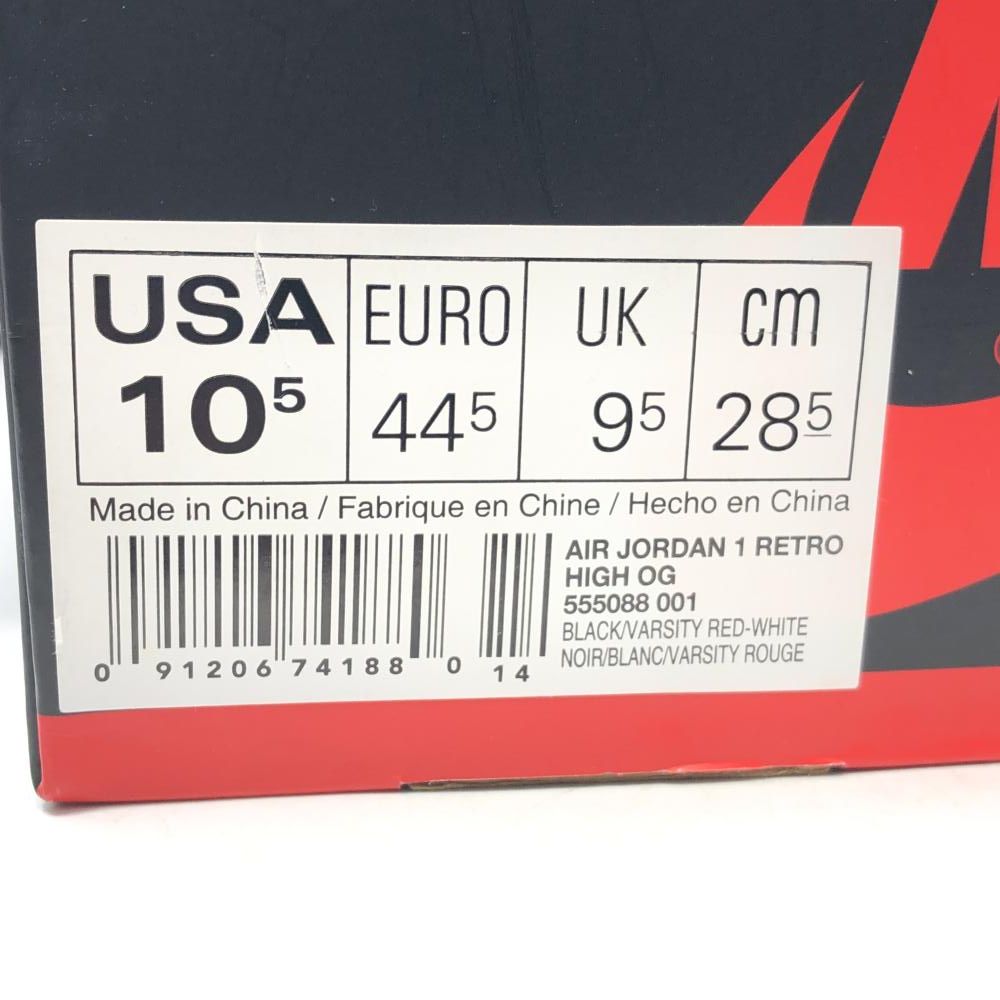 USA EURO UK cm
10⁵ 44⁵ 9⁵ 28⁵
Made in China / Fabrique en Chine / Hecho en China
AIR JORDAN 1 RETRO
HIGH OG
555088 001
BLACK/VARSITY RED-WHITE
NOIR/BLANC/VARSITY ROUGE
0 91206 74188 0 14